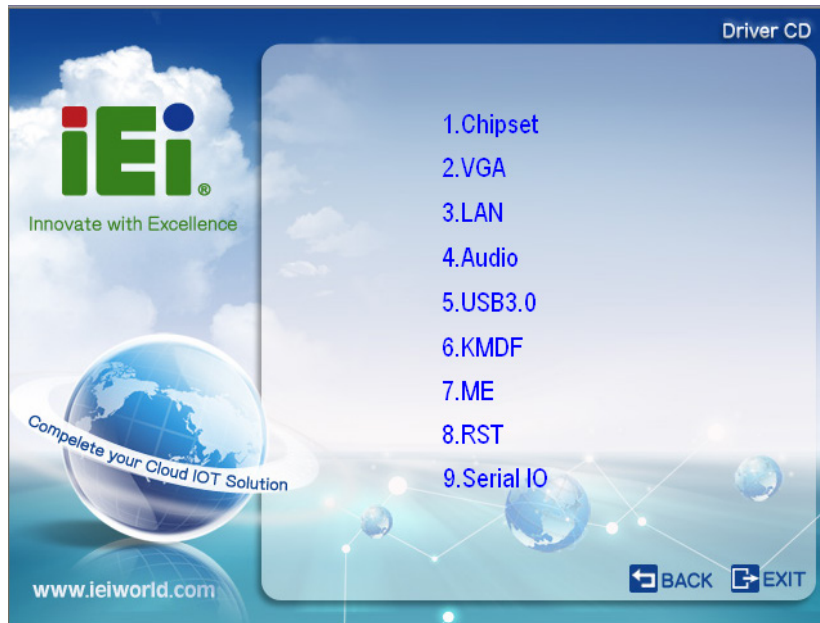 Driver CD
iEi®
Innovate with Excellence
1.Chipset
2.VGA
3.LAN
4.Audio
5.USB3.0
6.KMDF
7.ME
8.RST
9.Serial IO
Compelete your Cloud IOT Solution
www.ieiworld.com
BACK EXIT